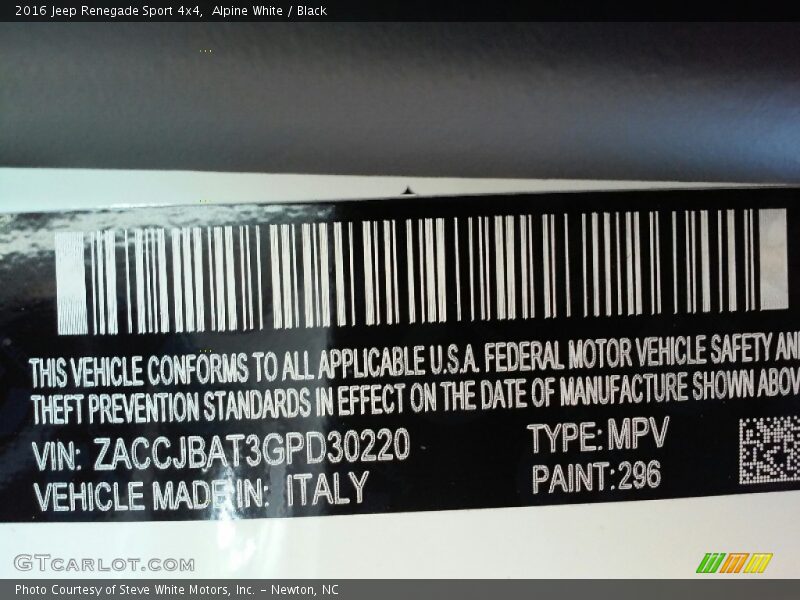 2016 Jeep Renegade Sport 4x4,  Alpine White / Black
THIS VEHICLE CONFORMS TO ALL APPLICABLE U.S.A. FEDERAL MOTOR VEHICLE SAFETY AN
THEFT PREVENTION STANDARDS IN EFFECT ON THE DATE OF MANUFACTURE SHOWN ABOV
VIN: ZACCJBAT3GPD30220 TYPE: MPV
VEHICLE MADE IN: ITALY PAINT: 296
GTCARLOT.COM
Photo Courtesy of Steve White Motors, Inc. – Newton, NC